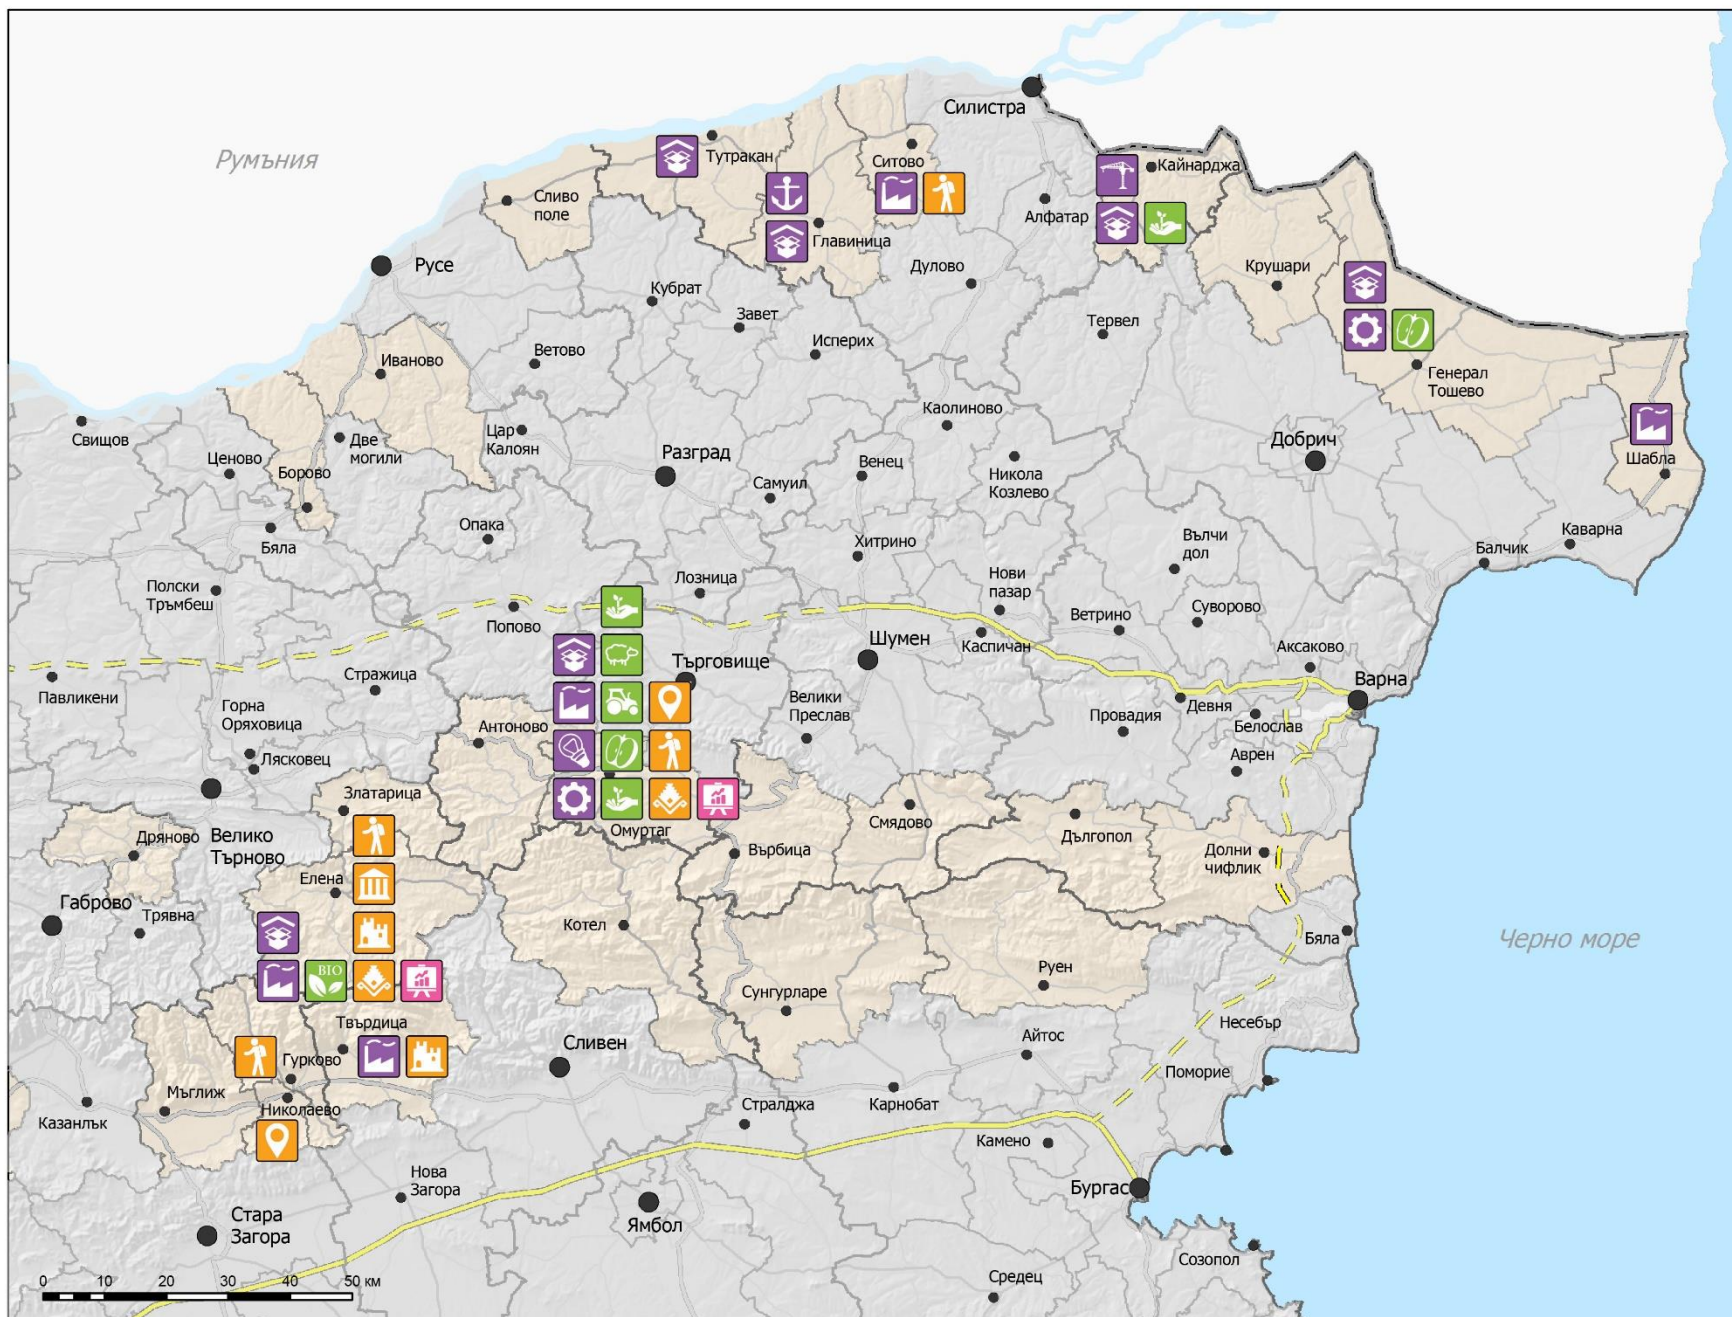 Румъния
Силистра
Тутракан
Ситово
Кайнарджа
Сливо
поле
Алфатар
Главиница
Русе
Дулово
Крушари
Кубрат
Завет
Тервел
Исперих
Ветово
Иваново
Генерал
Тошево
Каолиново
Свищов
Две
могили
Цар
Калоян
Добрич
Ценово
Борово
Разград
Венец
Никола
Козлево
Шабла
Самуил
Опака
Каварна
Бяла
Хитрино
Вълчи
дол
Балчик
Полски
Тръмбеш
Лозница
Нови
пазар
Попово
Ветрино
Суворово
Шумен
Каспичан
Аксаково
Търговище
Стражица
Павликени
Варна
Горна
Оряховица
Велики
Преслав
Девня
Провадия
Белослав
Антоново
Лясковец
Аврен
Златарица
Смядово
Дряново
Велико
Търново
Омуртаг
Дългопол
Върбица
Долни
чифлик
Елена
Габрово
Трявна
Котел
Бяла
Черно море
BIO
Руен
Сунгурларе
Твърдица
Несебър
Айтос
Гурково
Сливен
Поморие
Мъглиж
Николаево
Казанлък
Стралджа
Карнобат
Камено
Нова
Загора
Бургас
Стара
Загора
Ямбол
Созопол
0 10 20 30 40 50 км
Средец